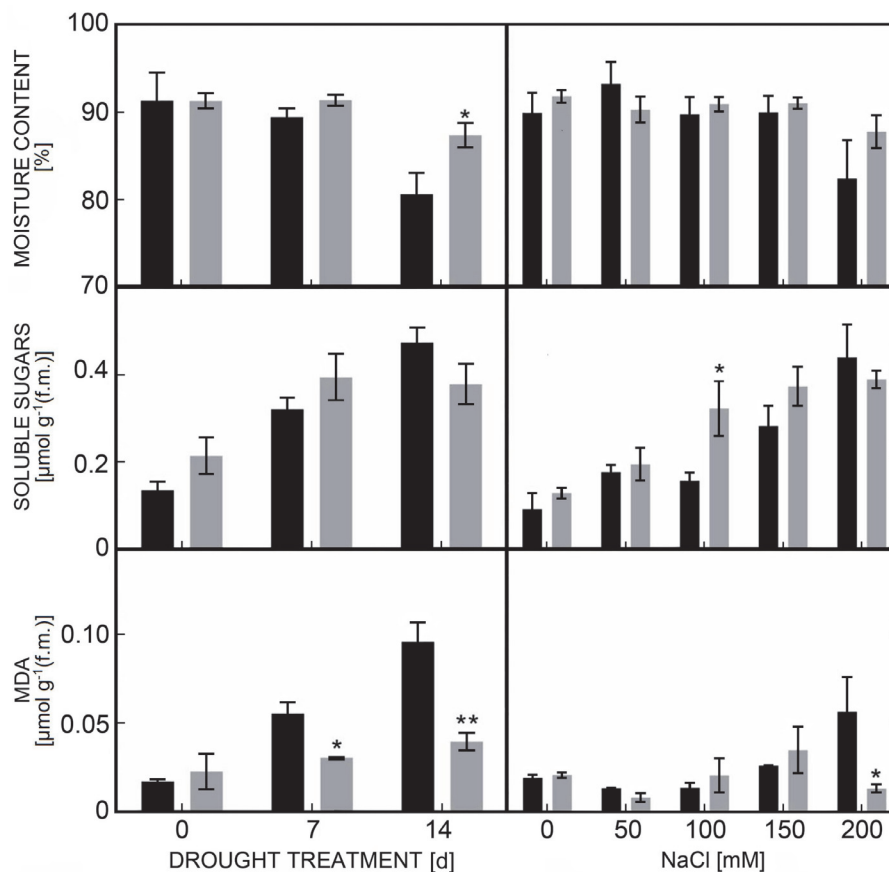 100
90
80
70
MOISTURE CONTENT
[%]
*
0.4
0.2
0
SOLUBLE SUGARS
[µmol g⁻¹(f.m.)]
*
0.10
0.05
0
MDA
[µmol g⁻¹(f.m.)]
*
**
*
0 7 14
DROUGHT TREATMENT [d]
0 50 100 150 200
NaCl [mM]